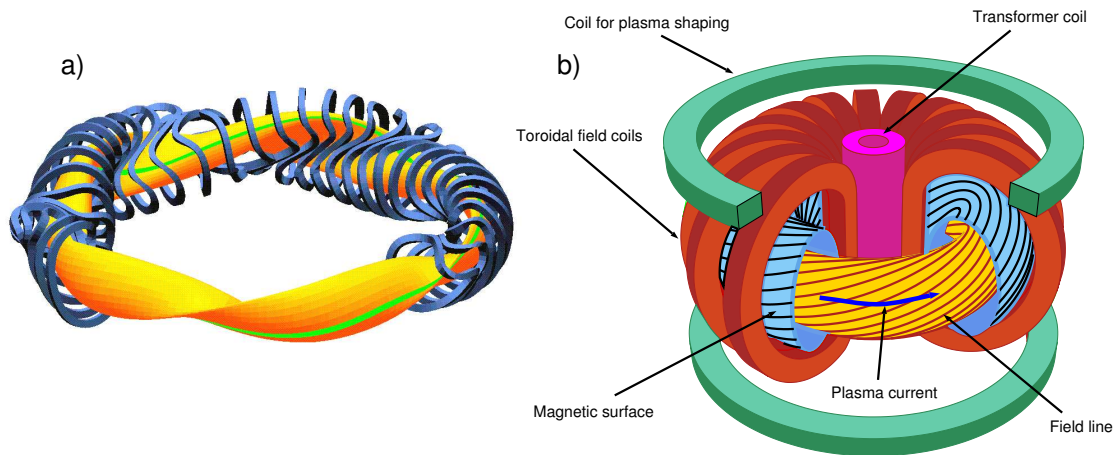 a)
b)
Coil for plasma shaping
Transformer coil
Toroidal field coils
Magnetic surface
Plasma current
Field line